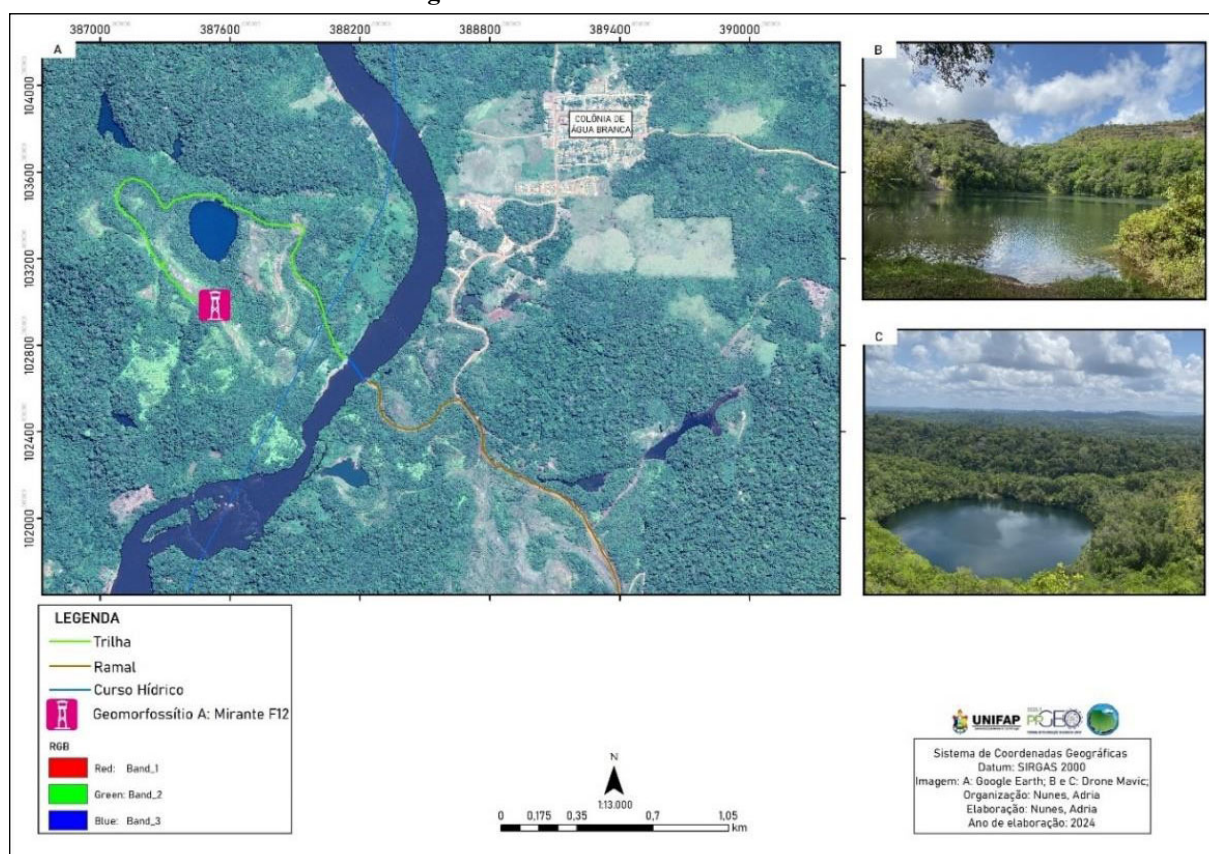 387000 387600 388200 388800 389400 390000
A
104000
103600
103200
102800
102400
102000
COLÔNIA DE
ÁGUA BRANCA
B
C
LEGENDA
Trilha
Ramal
Curso Hídrico
Geomorfossítio A: Mirante F12
RGB
Red: Band_1
Green: Band_2
Blue: Band_3
N
1:13.000
0 0,175 0,35 0,7 1,05
km
UNIFAP
Sistema de Coordenadas Geográficas
Datum: SIRGAS 2000
Imagem: A: Google Earth; B e C: Drone Mavic;
Organização: Nunes, Adria
Elaboração: Nunes, Adria
Ano de elaboração: 2024